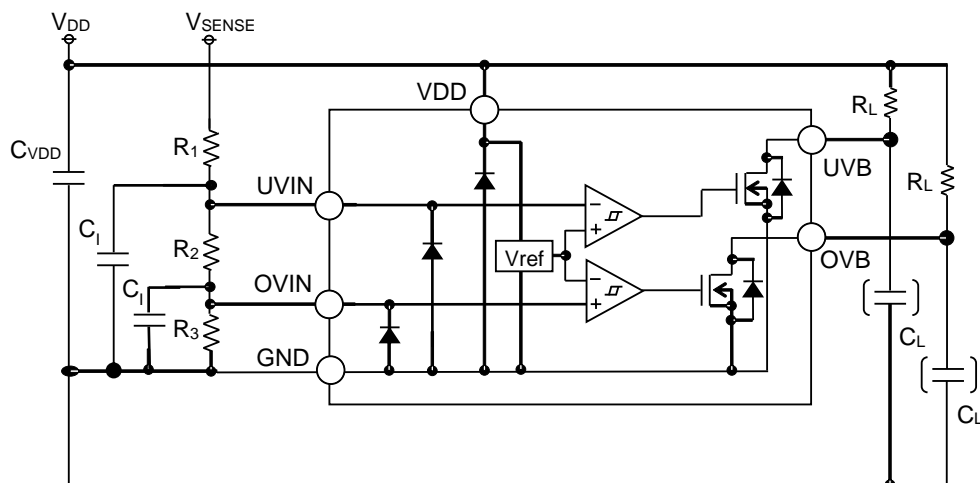 VDD
VSENSE
VDD
RL
CVDD
R1
UVB
UVIN
RL
CI
R2
Vref
OVB
CI
OVIN
R3
GND
CL
CL
−
+
−
+